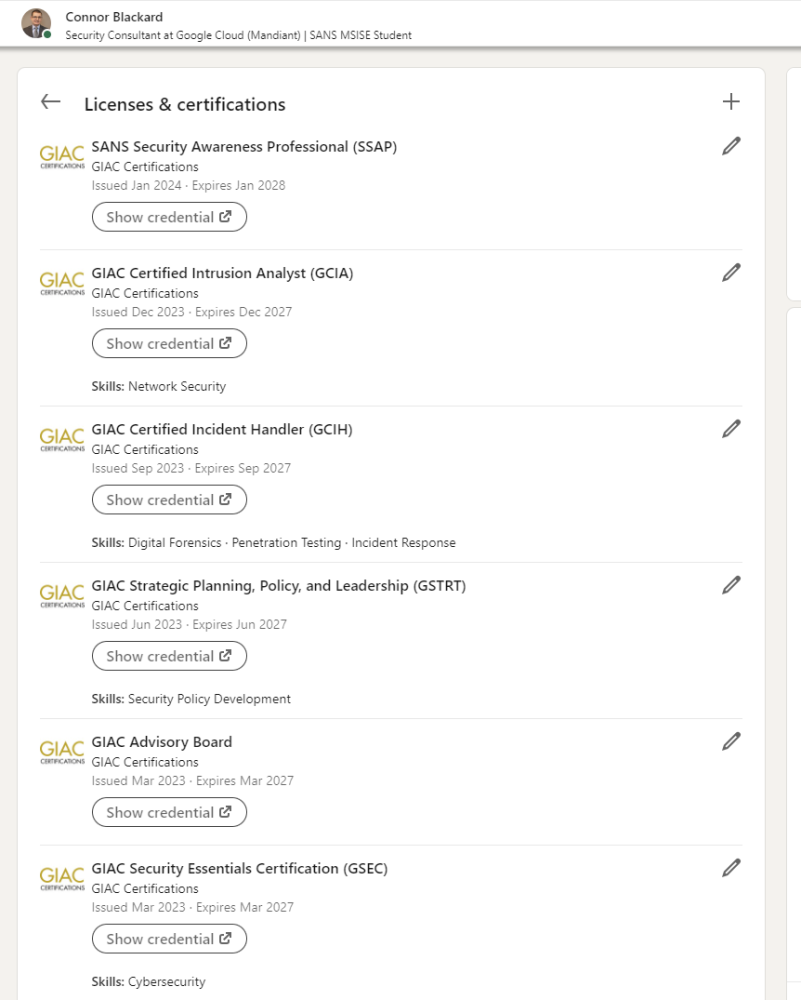 Connor Blackard
Security Consultant at Google Cloud (Mandiant) | SANS MSISE Student
Licenses & certifications
GIAC
CERTIFICATIONS
SANS Security Awareness Professional (SSAP)
GIAC Certifications
Issued Jan 2024 · Expires Jan 2028
Show credential
GIAC
CERTIFICATIONS
GIAC Certified Intrusion Analyst (GCIA)
GIAC Certifications
Issued Dec 2023 · Expires Dec 2027
Show credential
Skills: Network Security
GIAC
CERTIFICATIONS
GIAC Certified Incident Handler (GCIH)
GIAC Certifications
Issued Sep 2023 · Expires Sep 2027
Show credential
Skills: Digital Forensics · Penetration Testing · Incident Response
GIAC
CERTIFICATIONS
GIAC Strategic Planning, Policy, and Leadership (GSTRT)
GIAC Certifications
Issued Jun 2023 · Expires Jun 2027
Show credential
Skills: Security Policy Development
GIAC
CERTIFICATIONS
GIAC Advisory Board
GIAC Certifications
Issued Mar 2023 · Expires Mar 2027
Show credential
GIAC
CERTIFICATIONS
GIAC Security Essentials Certification (GSEC)
GIAC Certifications
Issued Mar 2023 · Expires Mar 2027
Show credential
Skills: Cybersecurity